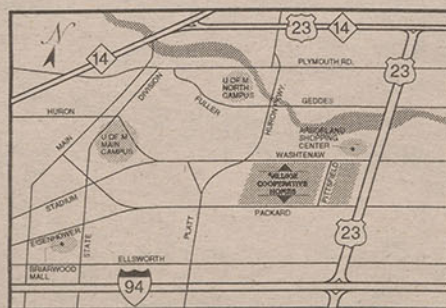 N
14
23
14
23
PLYMOUTH RD.
DIVISION
U OF M
NORTH
CAMPUS
FULLER
HURON PKWY.
GEDDES
HURON
MAIN
U OF M
MAIN
CAMPUS
ARBORLAND
SHOPPING
CENTER
WASHTENAW
VILLAGE
COOPERATIVE
HOMES
PITTSFIELD
STADIUM
PACKARD
EISENHOWER
STATE
PLATT
23
ELLSWORTH
BRIARWOOD
MALL
94